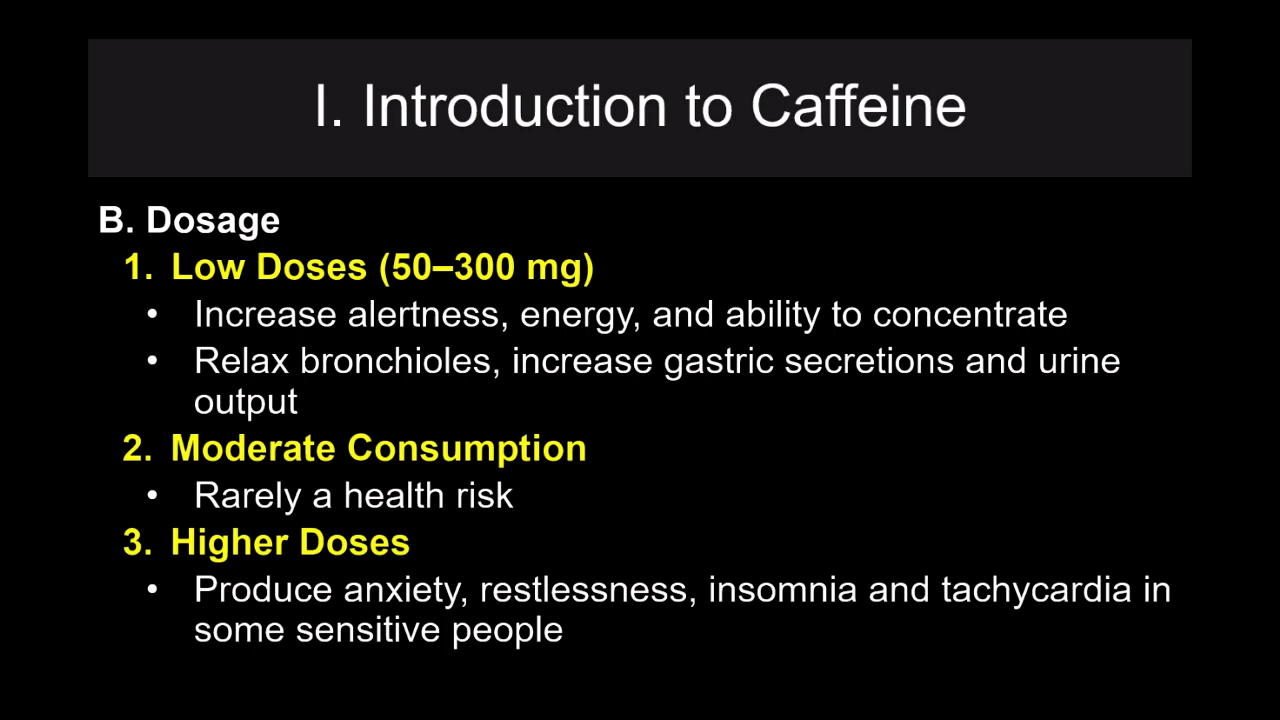 I. Introduction to Caffeine
B. Dosage
1. Low Doses (50–300 mg)
• Increase alertness, energy, and ability to concentrate
• Relax bronchioles, increase gastric secretions and urine
output
2. Moderate Consumption
• Rarely a health risk
3. Higher Doses
• Produce anxiety, restlessness, insomnia and tachycardia in
some sensitive people